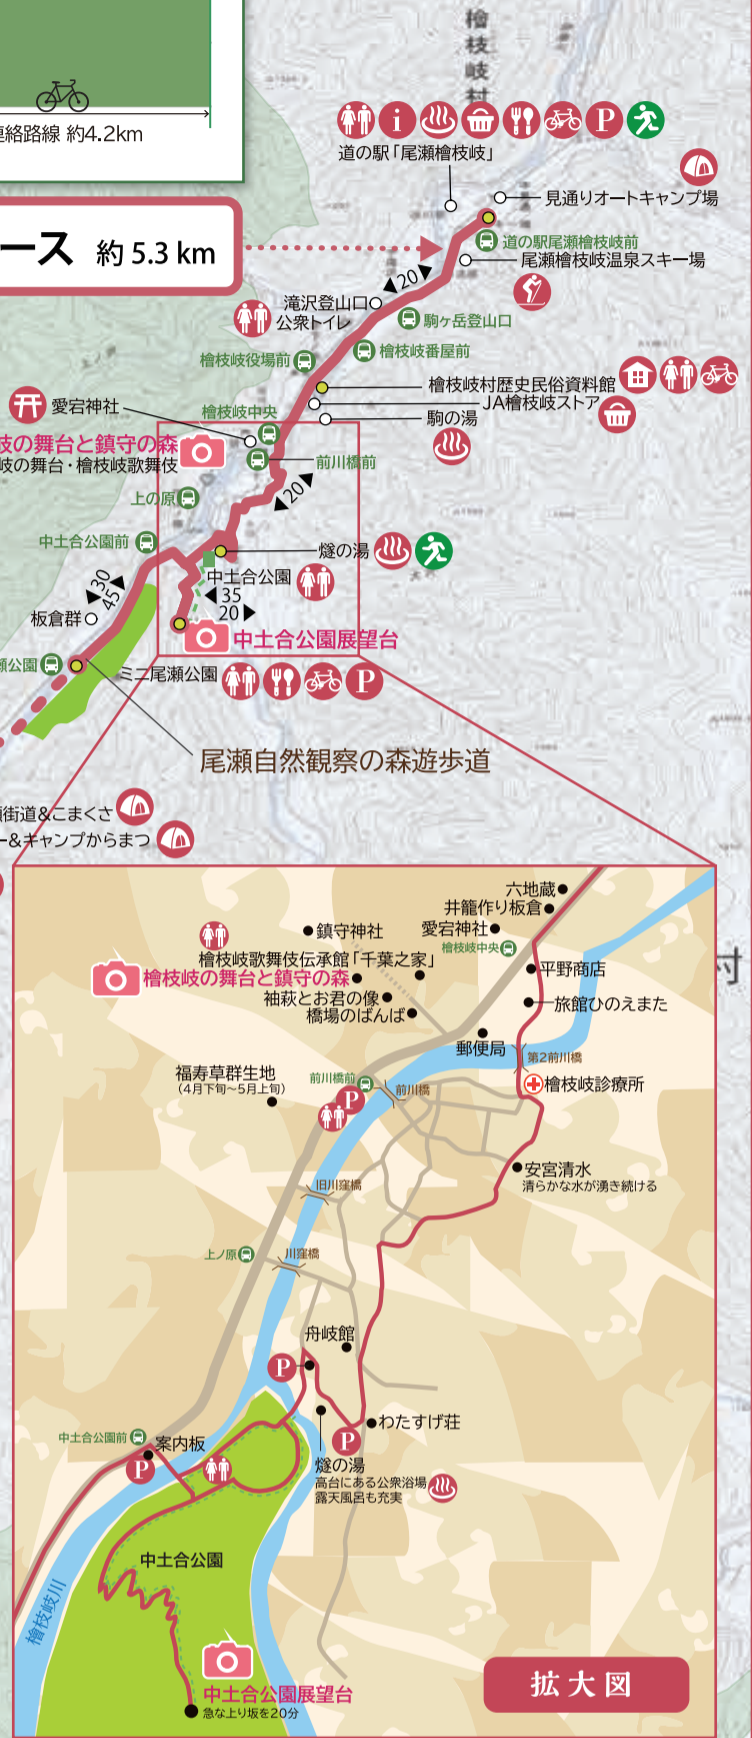 檜枝岐村
連絡路線 約4.2km
道の駅「尾瀬檜枝岐」
見通りオートキャンプ場
ース 約 5.3 km
道の駅尾瀬檜枝岐前
尾瀬檜枝岐温泉スキー場
20
滝沢登山口
公衆トイレ
駒ヶ岳登山口
檜枝岐役場前
檜枝岐番屋前
檜枝岐村歴史民俗資料館
愛宕神社
檜枝岐中央
JA檜枝岐ストア
駒の湯
岐の舞台と鎮守の森
岐の舞台・檜枝岐歌舞伎
前川橋前
上の原
20
中土合公園前
燧の湯
中土合公園
30
45
35
20
板倉群
中土合公園展望台
瀬公園
ミニ尾瀬公園
P
尾瀬自然観察の森遊歩道
瀬街道&こまくさ
ー&キャンプからまつ
六地蔵
井籠作り板倉
鎮守神社
愛宕神社
檜枝岐中央
檜枝岐歌舞伎伝承館「千葉之家」
平野商店
村
檜枝岐の舞台と鎮守の森
袖萩とお君の像
橋場のばんば
旅館ひのえまた
郵便局
第2前川橋
福寿草群生地
(4月下旬〜5月上旬)
前川橋前
前川橋
檜枝岐診療所
P
安宮清水
清らかな水が湧き続ける
旧川窪橋
上ノ原
川窪橋
舟岐館
P
わたすげ荘
中土合公園前
案内板
P
P
燧の湯
高台にある公衆浴場
露天風呂も充実
中土合公園
檜枝岐川
中土合公園展望台
急な上り坂を20分
拡大図